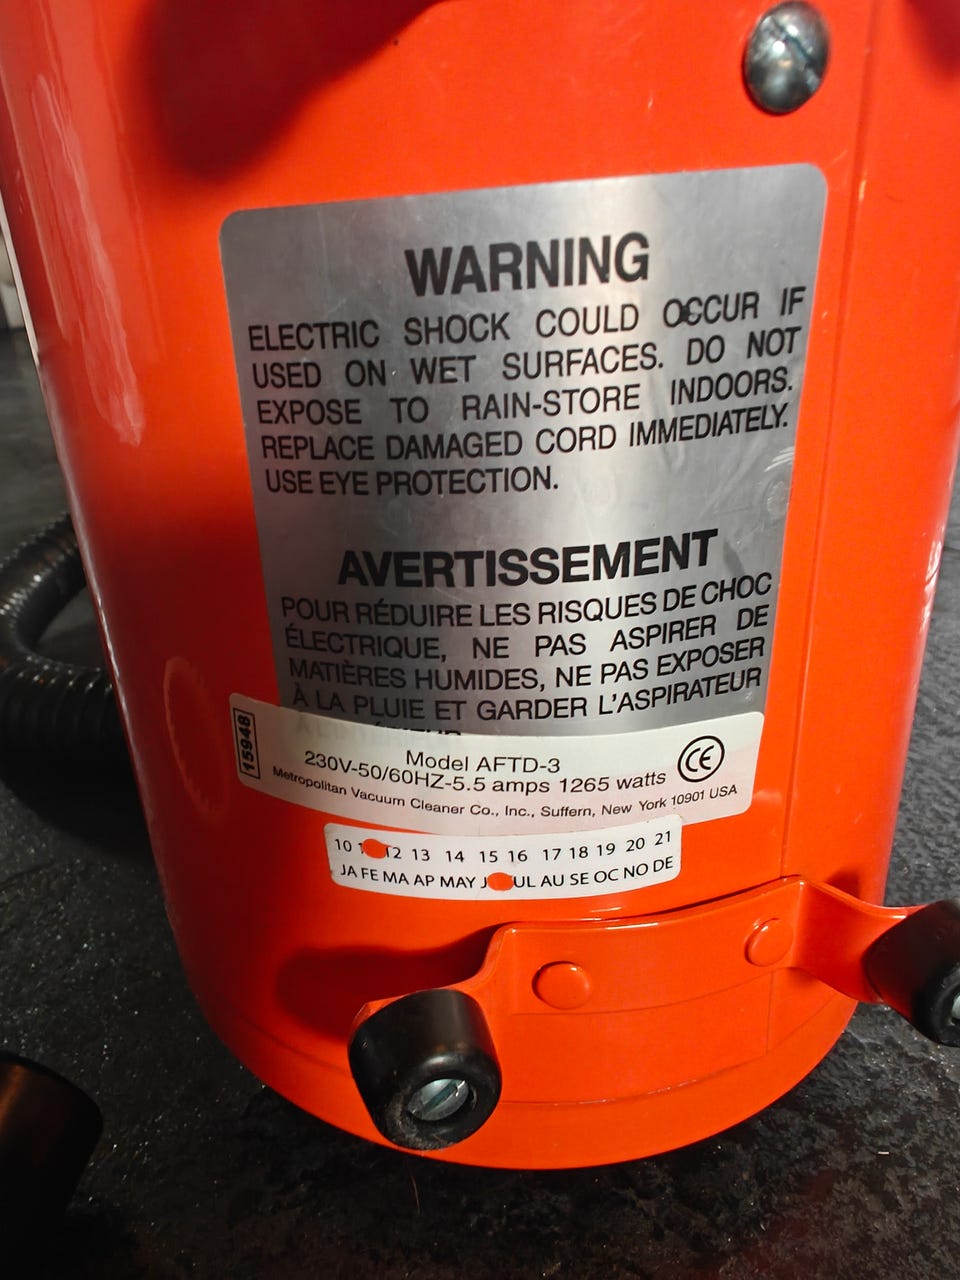 WARNING
ELECTRIC SHOCK COULD OCCUR IF
USED ON WET SURFACES. DO NOT
EXPOSE TO RAIN-STORE INDOORS.
REPLACE DAMAGED CORD IMMEDIATELY.
USE EYE PROTECTION.
AVERTISSEMENT
POUR RÉDUIRE LES RISQUES DE CHOC
ÉLECTRIQUE, NE PAS ASPIRER DE
MATIÈRES HUMIDES, NE PAS EXPOSER
À LA PLUIE ET GARDER L'ASPIRATEUR
15948
Model AFTD-3
230V-50/60HZ-5.5 amps 1265 watts
CE
Metropolitan Vacuum Cleaner Co., Inc., Suffern, New York 10901 USA
10 12 13 14 15 16 17 18 19 20 21
JA FE MA AP MAY JUL AU SE OC NO DE